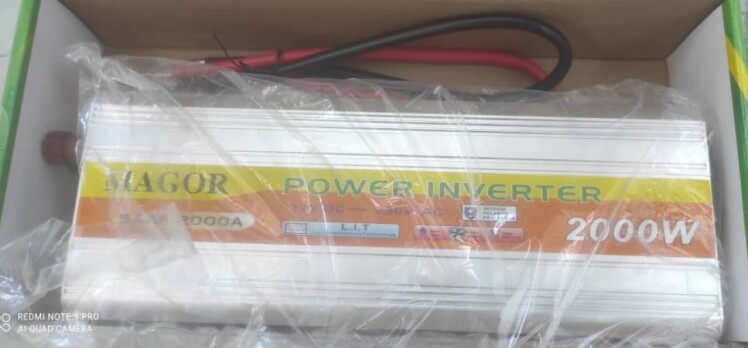 MAGOR
POWER INVERTER
2000W
L.I.T
REDMI NOTE 9 PRO
AI QUAD CAMERA